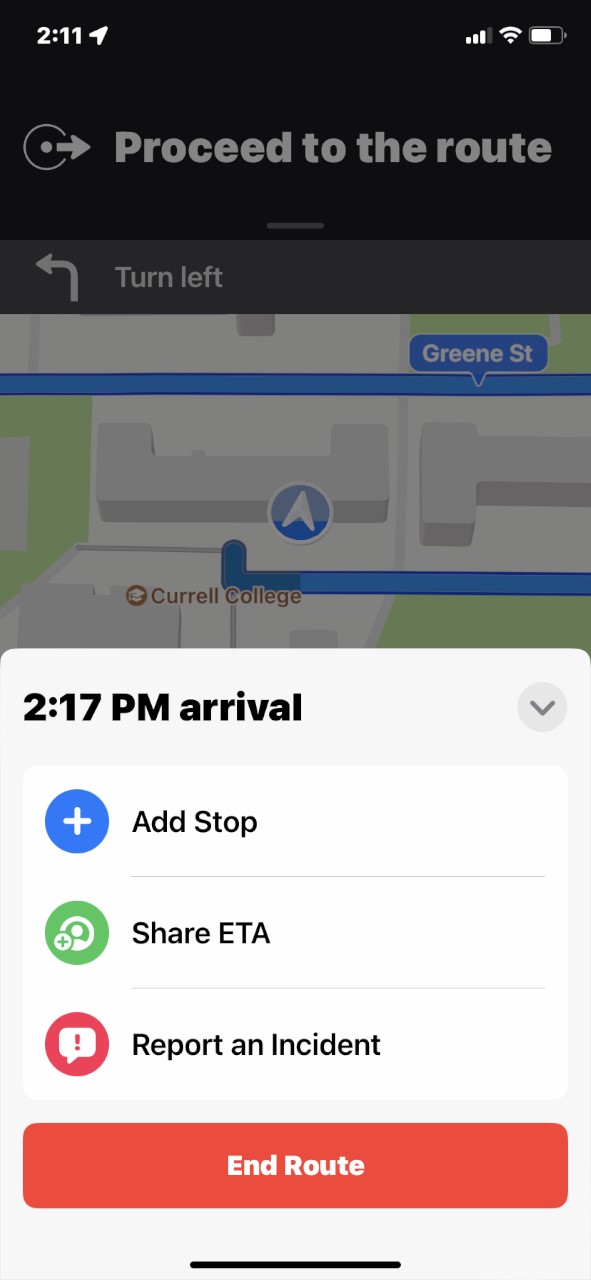 2:11
Proceed to the route
Turn left
Greene St
Currell College
2:17 PM arrival
Add Stop
Share ETA
Report an Incident
End Route